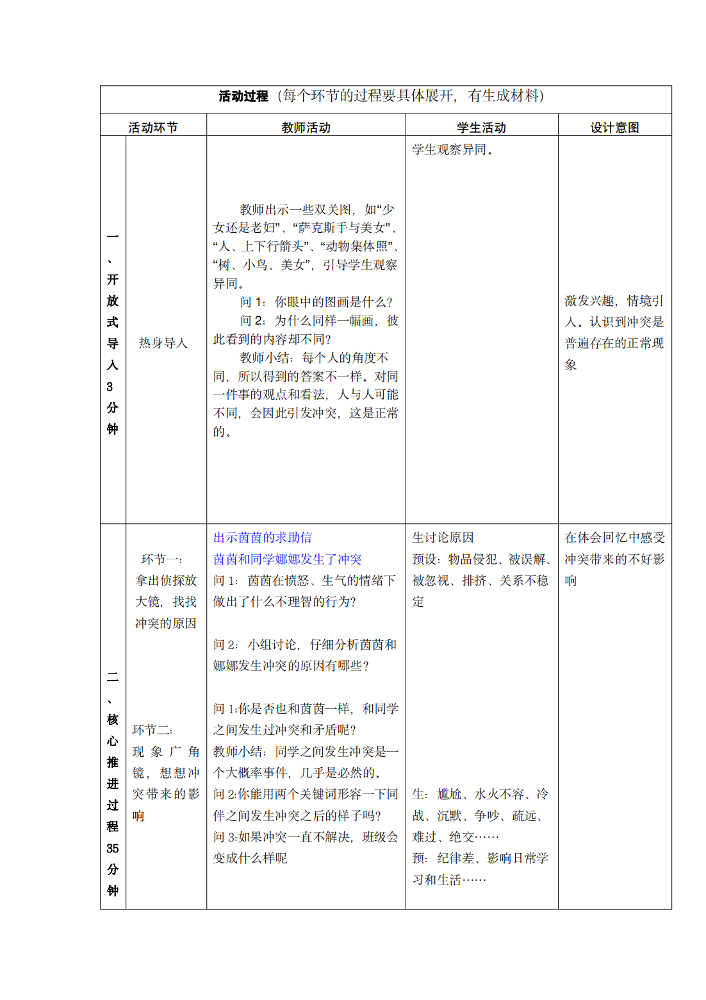 活动过程（每个环节的过程要具体展开，有生成材料）
活动环节
教师活动
学生活动
设计意图
一
、
开
放
式
导
入
3
分
钟
热身导入
教师出示一些双关图，如“少
女还是老妇”、“萨克斯手与美女”、
“人、上下行箭头”、“动物集体照”、
“树、小鸟、美女”，引导学生观察
异同。
问 1：你眼中的图画是什么？
问 2：为什么同样一幅画，彼
此看到的内容却不同？
教师小结：每个人的角度不
同，所以得到的答案不一样。对同
一件事的观点和看法，人与人可能
不同，会因此引发冲突，这是正常
的。
学生观察异同。
激发兴趣，情境引
入。认识到冲突是
普遍存在的正常现
象
二
、
核
心
推
进
过
程
35
分
钟
环节一：
拿出侦探放
大镜，找找
冲突的原因
环节二：
现象广角
镜，想想冲
突带来的影
响
出示茵茵的求助信
茵茵和同学娜娜发生了冲突
问 1：茵茵在愤怒、生气的情绪下
做出了什么不理智的行为？
问 2：小组讨论，仔细分析茵茵和
娜娜发生冲突的原因有哪些？
问 1:你是否也和茵茵一样，和同学
之间发生过冲突和矛盾呢？
教师小结：同学之间发生冲突是一
个大概率事件，几乎是必然的。
问 2:你能用两个关键词形容一下同
伴之间发生冲突之后的样子吗？
问 3:如果冲突一直不解决，班级会
变成什么样呢
生讨论原因
预设：物品侵犯、被误解、
被忽视、排挤、关系不稳
定
生：尴尬、水火不容、冷
战、沉默、争吵、疏远、
难过、绝交……
预：纪律差、影响日常学
习和生活……
在体会回忆中感受
冲突带来的不好影
响